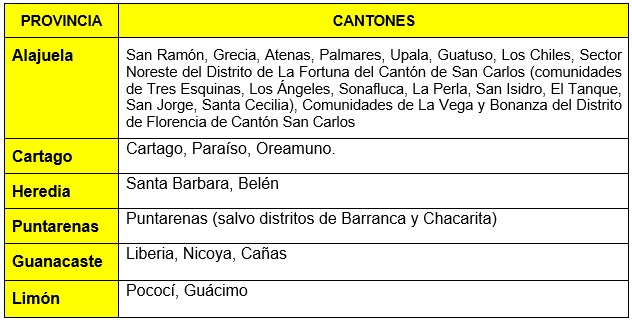 PROVINCIA CANTONES
Alajuela San Ramón, Grecia, Atenas, Palmares, Upala, Guatuso, Los Chiles, Sector
Noreste del Distrito de La Fortuna del Cantón de San Carlos (comunidades
de Tres Esquinas, Los Ángeles, Sonafluca, La Perla, San Isidro, El Tanque,
San Jorge, Santa Cecilia), Comunidades de La Vega y Bonanza del Distrito
de Florencia de Cantón San Carlos
Cartago Cartago, Paraíso, Oreamuno.
Heredia Santa Barbara, Belén
Puntarenas Puntarenas (salvo distritos de Barranca y Chacarita)
Guanacaste Liberia, Nicoya, Cañas
Limón Pococí, Guácimo